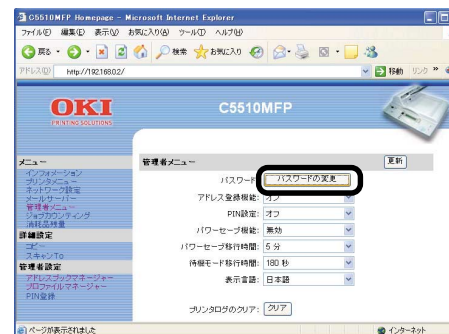 C5510MFP Homepage - Microsoft Internet Explorer
ファイル(F) 編集(E) 表示(V) お気に入り(A) ツール(T) ヘルプ(H)
戻る 検索 お気に入り
アドレス(D) http://192.168.0.2/ 移動 リンク »
OKI
PRINTING SOLUTIONS
C5510MFP
メニュー
インフォメーション
プリンタメニュー
ネットワーク設定
メールサーバー
管理者メニュー
ジョブアカウンティング
消耗品残量
詳細設定
コピー
スキャンTo
管理者設定
アドレスブックマネージャー
プロファイルマネージャー
PIN登録
管理者メニュー 更新
パスワード パスワードの変更
アドレス登録機能: オフ
PIN設定: オフ
パワーセーブ機能: 無効
パワーセーブ移行時間: 5 分
待機モード移行時間: 180 秒
表示言語: 日本語
プリンタログのクリア: クリア
ページが表示されました インターネット